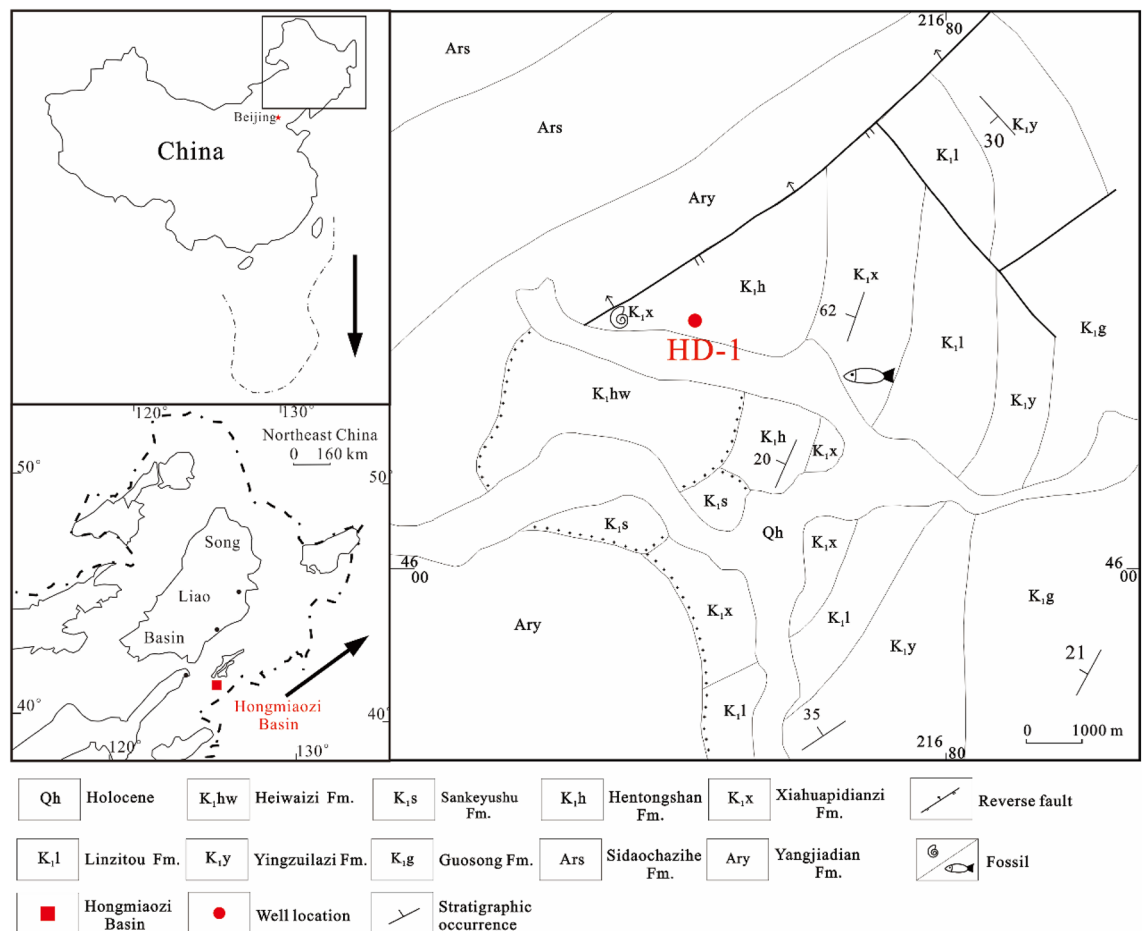 Beijing
China
120°
130°
Northeast China
0 160 km
50°
50°
Song
Liao
Basin
Hongmiaozi
Basin
40°
40°
120°
130°
216
80
Ars
Ars
Ary
K1l
30
K1y
K1h
K1x
62
K1x
HD-1
K1l
K1g
K1hw
K1y
K1h
20
K1x
K1s
K1s
Qh
K1x
46
00
46
00
K1x
K1g
Ary
K1l
K1y
21
K1l
35
216
80
0 1000 m
Qh Holocene
K1hw Heiwaizi Fm.
K1s Sankeyushu Fm.
K1h Hentongshan Fm.
K1x Xiahuapidianzi Fm.
Reverse fault
K1l Linzitou Fm.
K1y Yingzuilazi Fm.
K1g Guosong Fm.
Ars Sidaochazihe Fm.
Ary Yangjiadian Fm.
Fossil
Hongmiaozi
Basin
Well location
Stratigraphic
occurrence